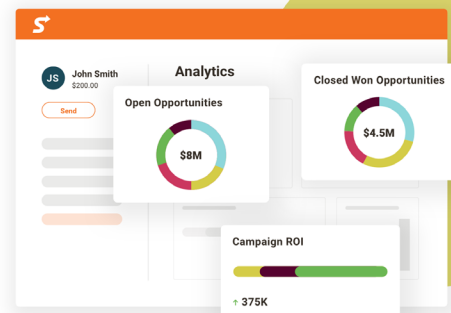 S
JS
John Smith
$200.00
Send
Analytics
Open Opportunities
$8M
Closed Won Opportunities
$4.5M
Campaign ROI
↑ 375K